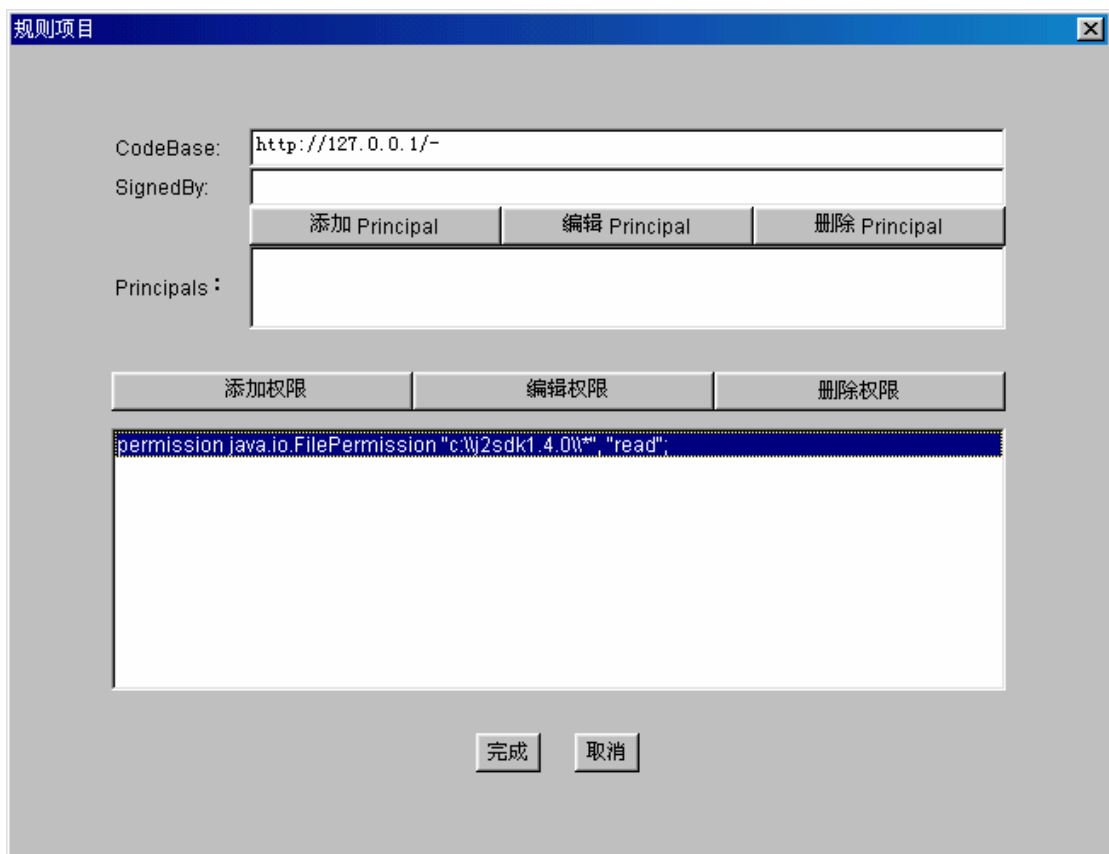 规则项目
CodeBase: http://127.0.0.1/-
SignedBy:
添加 Principal 编辑 Principal 删除 Principal
Principals：
添加权限 编辑权限 删除权限
permission java.io.FilePermission "c:\\j2sdk1.4.0\\*", "read";
完成 取消